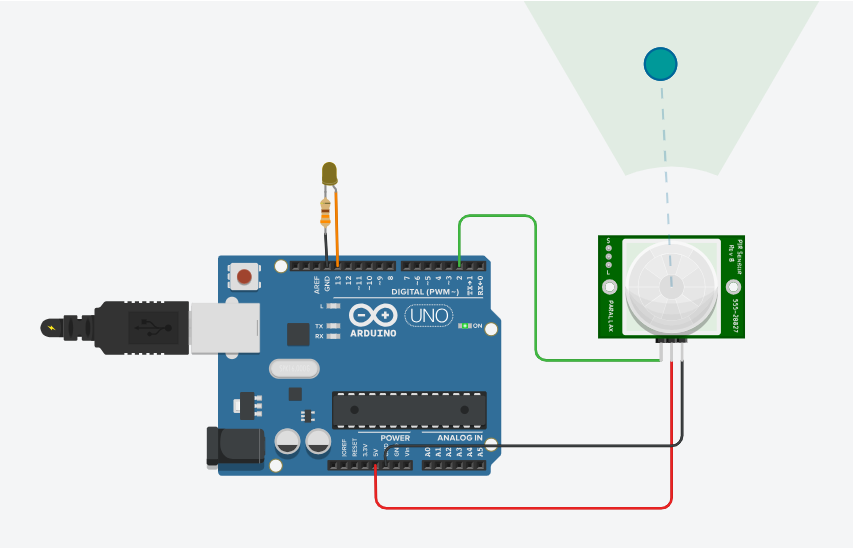 AREF
GND
13
12
~11
~10
~9
8
7
~6
~5
4
~3
2
TX→1
RX←0
DIGITAL (PWM~)
L
TX
RX
ARDUINO
UNO
ON
IOREF
RESET
3.3V
5V
GND
Vin
POWER
ANALOG IN
A0
A1
A2
A3
A4
A5
S
L
PIR Sensor
Rev B
PARALLAX
555-28027